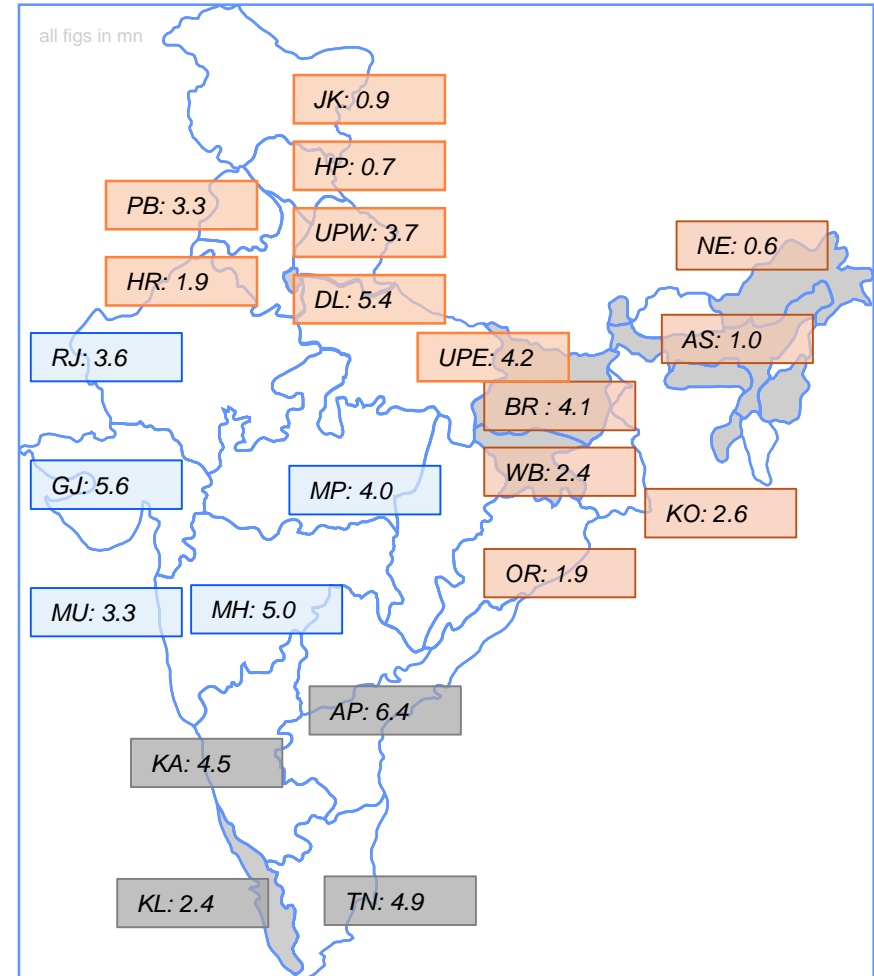 all figs in mn
JK: 0.9
HP: 0.7
PB: 3.3
UPW: 3.7
NE: 0.6
HR: 1.9
DL: 5.4
AS: 1.0
RJ: 3.6
UPE: 4.2
BR : 4.1
GJ: 5.6
MP: 4.0
WB: 2.4
KO: 2.6
OR: 1.9
MU: 3.3
MH: 5.0
AP: 6.4
KA: 4.5
KL: 2.4
TN: 4.9